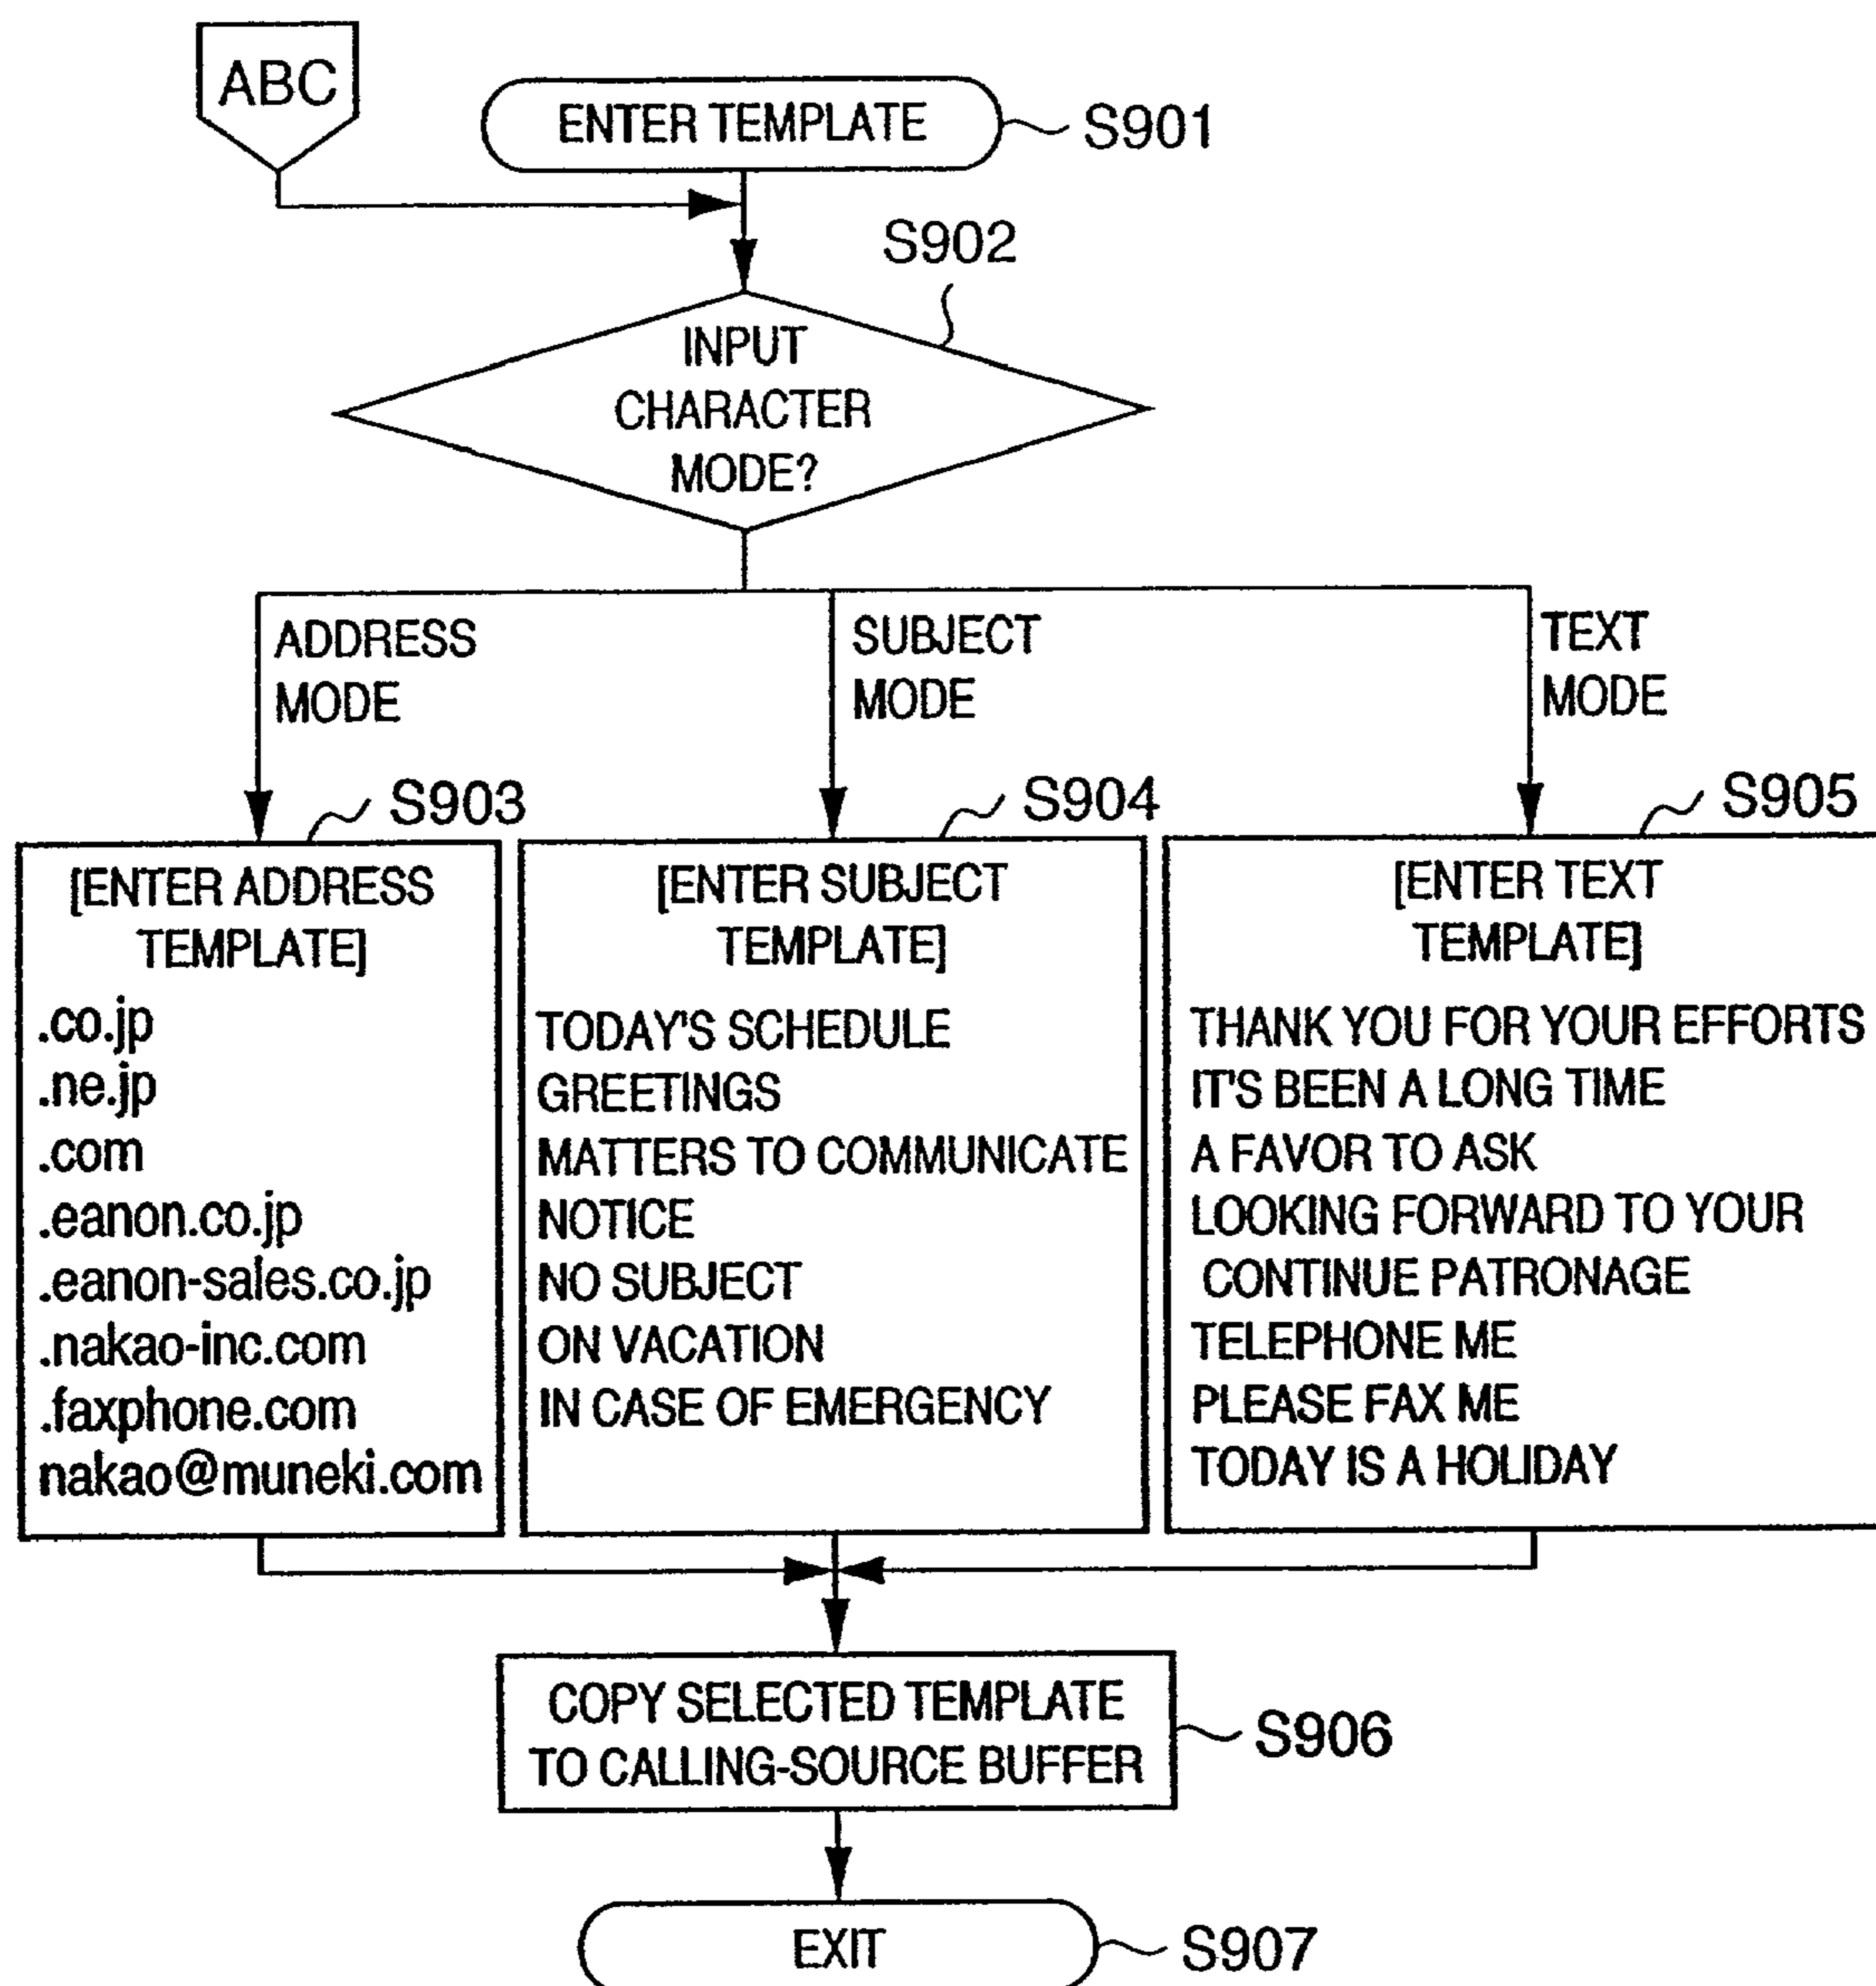 ABC
ENTER TEMPLATE
S901
S902
INPUT
CHARACTER
MODE?
ADDRESS
MODE
SUBJECT
MODE
TEXT
MODE
S903
[ENTER ADDRESS
TEMPLATE]
.co.jp
.ne.jp
.com
.eanon.co.jp
.eanon-sales.co.jp
.nakao-inc.com
.faxphone.com
nakao@muneki.com
S904
[ENTER SUBJECT
TEMPLATE]
TODAY'S SCHEDULE
GREETINGS
MATTERS TO COMMUNICATE
NOTICE
NO SUBJECT
ON VACATION
IN CASE OF EMERGENCY
S905
[ENTER TEXT
TEMPLATE]
THANK YOU FOR YOUR EFFORTS
IT'S BEEN A LONG TIME
A FAVOR TO ASK
LOOKING FORWARD TO YOUR
CONTINUE PATRONAGE
TELEPHONE ME
PLEASE FAX ME
TODAY IS A HOLIDAY
COPY SELECTED TEMPLATE
TO CALLING-SOURCE BUFFER
S906
EXIT
S907